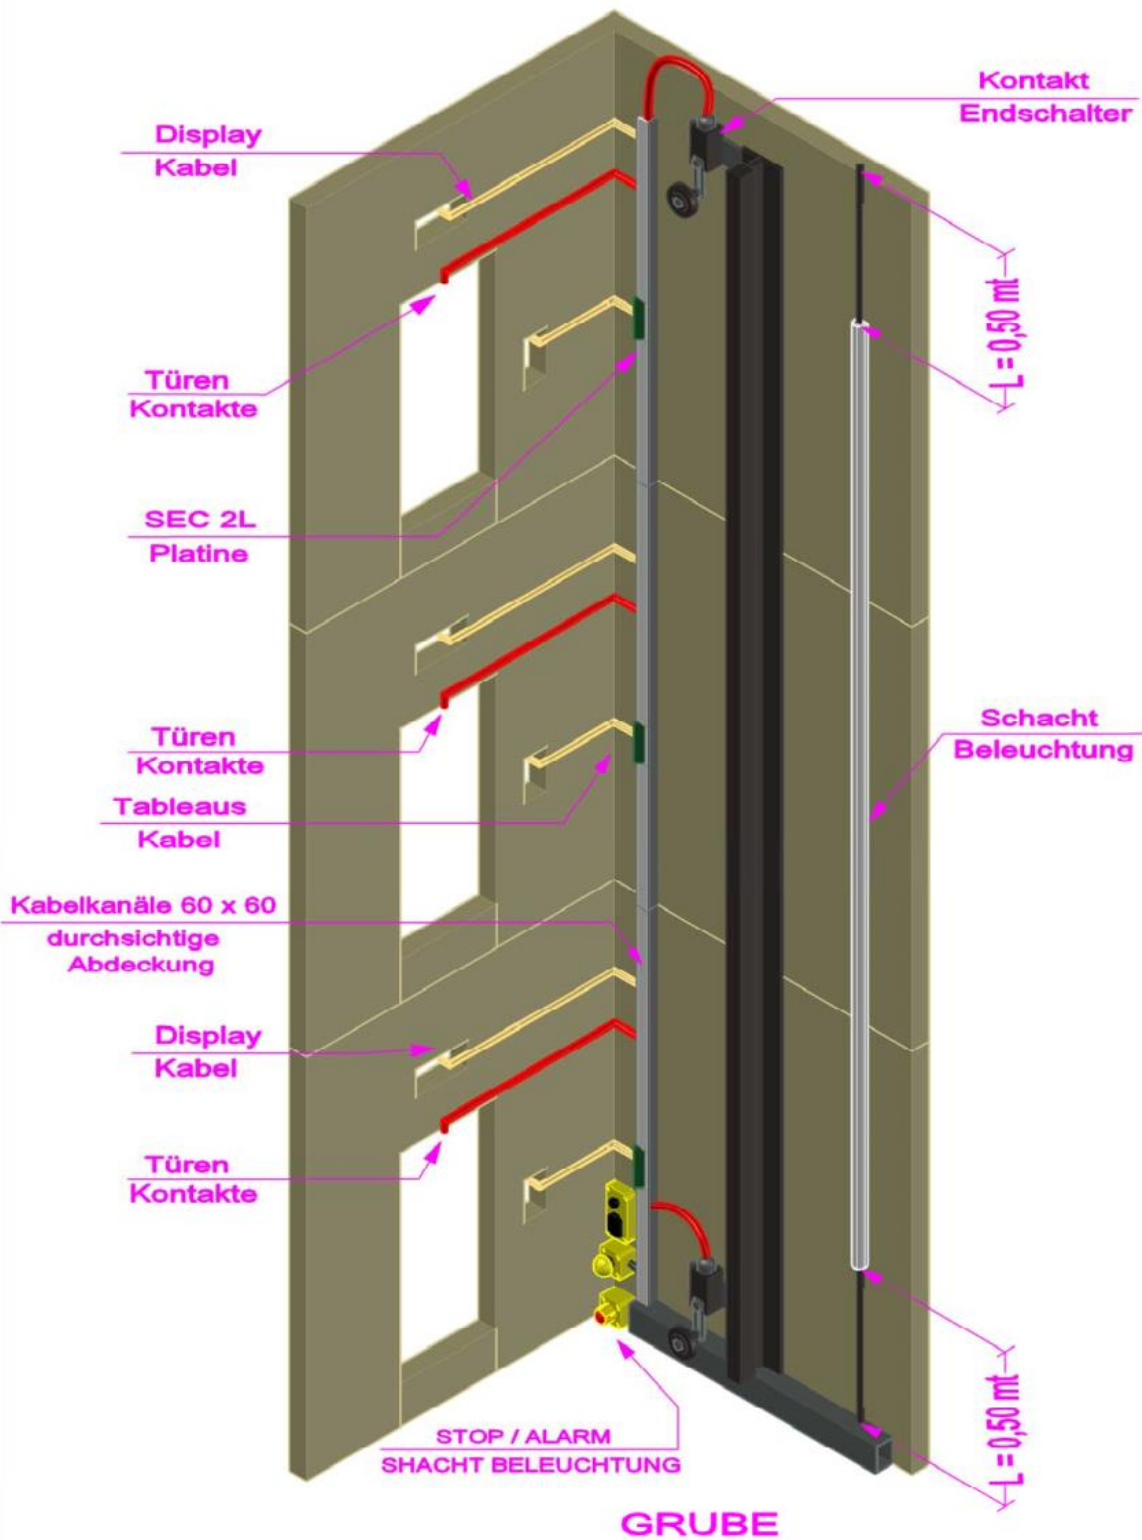 Kontakt
Endschalter
Display
Kabel
L = 0,50 mt
Türen
Kontakte
SEC 2L
Platine
Schacht
Beleuchtung
Türen
Kontakte
Tableaus
Kabel
Kabelkanäle 60 x 60
durchsichtige
Abdeckung
Display
Kabel
Türen
Kontakte
L = 0,50 mt
STOP / ALARM
SHACHT BELEUCHTUNG
GRUBE